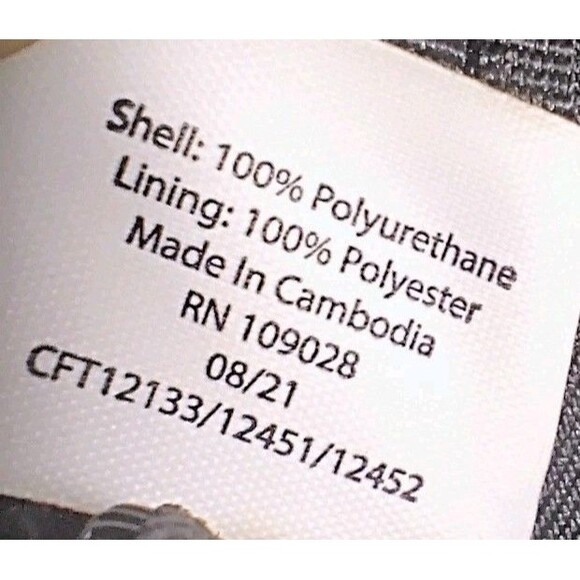 Shell: 100% Polyurethane
Lining: 100% Polyester
Made In Cambodia
RN 109028
08/21
CFT12133/12451/12452